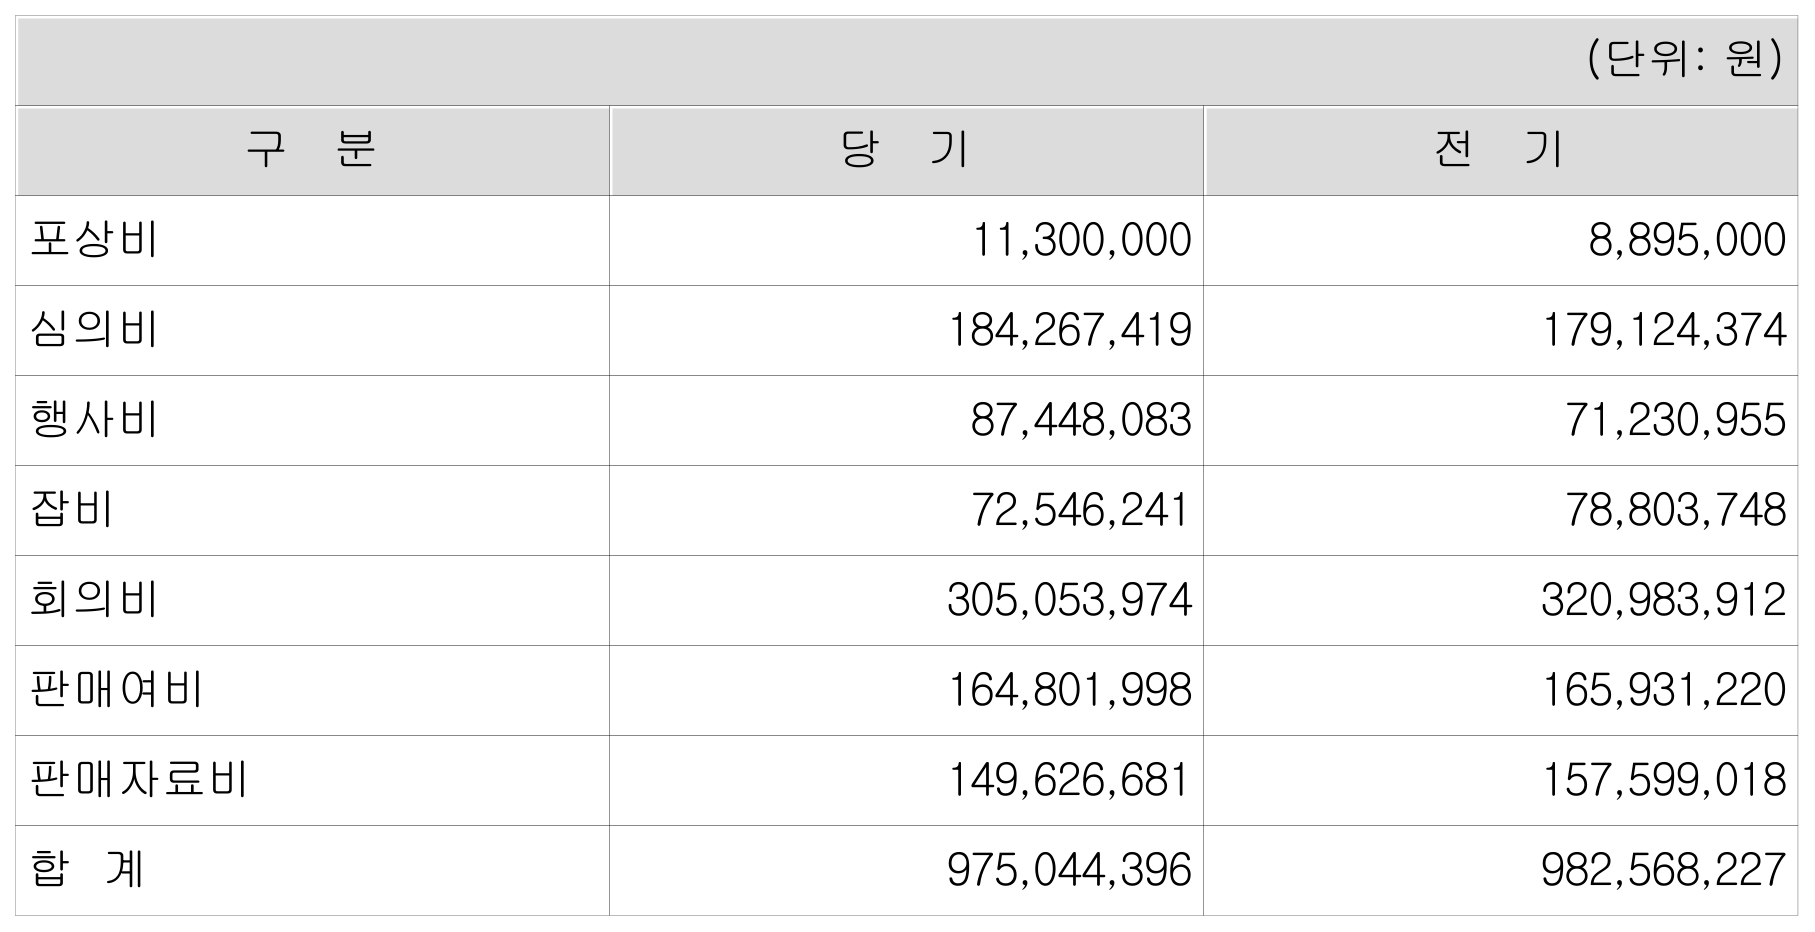 (단위: 원)
구 분 당 기 전 기
포상비 11,300,000 8,895,000
심의비 184,267,419 179,124,374
행사비 87,448,083 71,230,955
잡비 72,546,241 78,803,748
회의비 305,053,974 320,983,912
판매여비 164,801,998 165,931,220
판매자료비 149,626,681 157,599,018
합 계 975,044,396 982,568,227